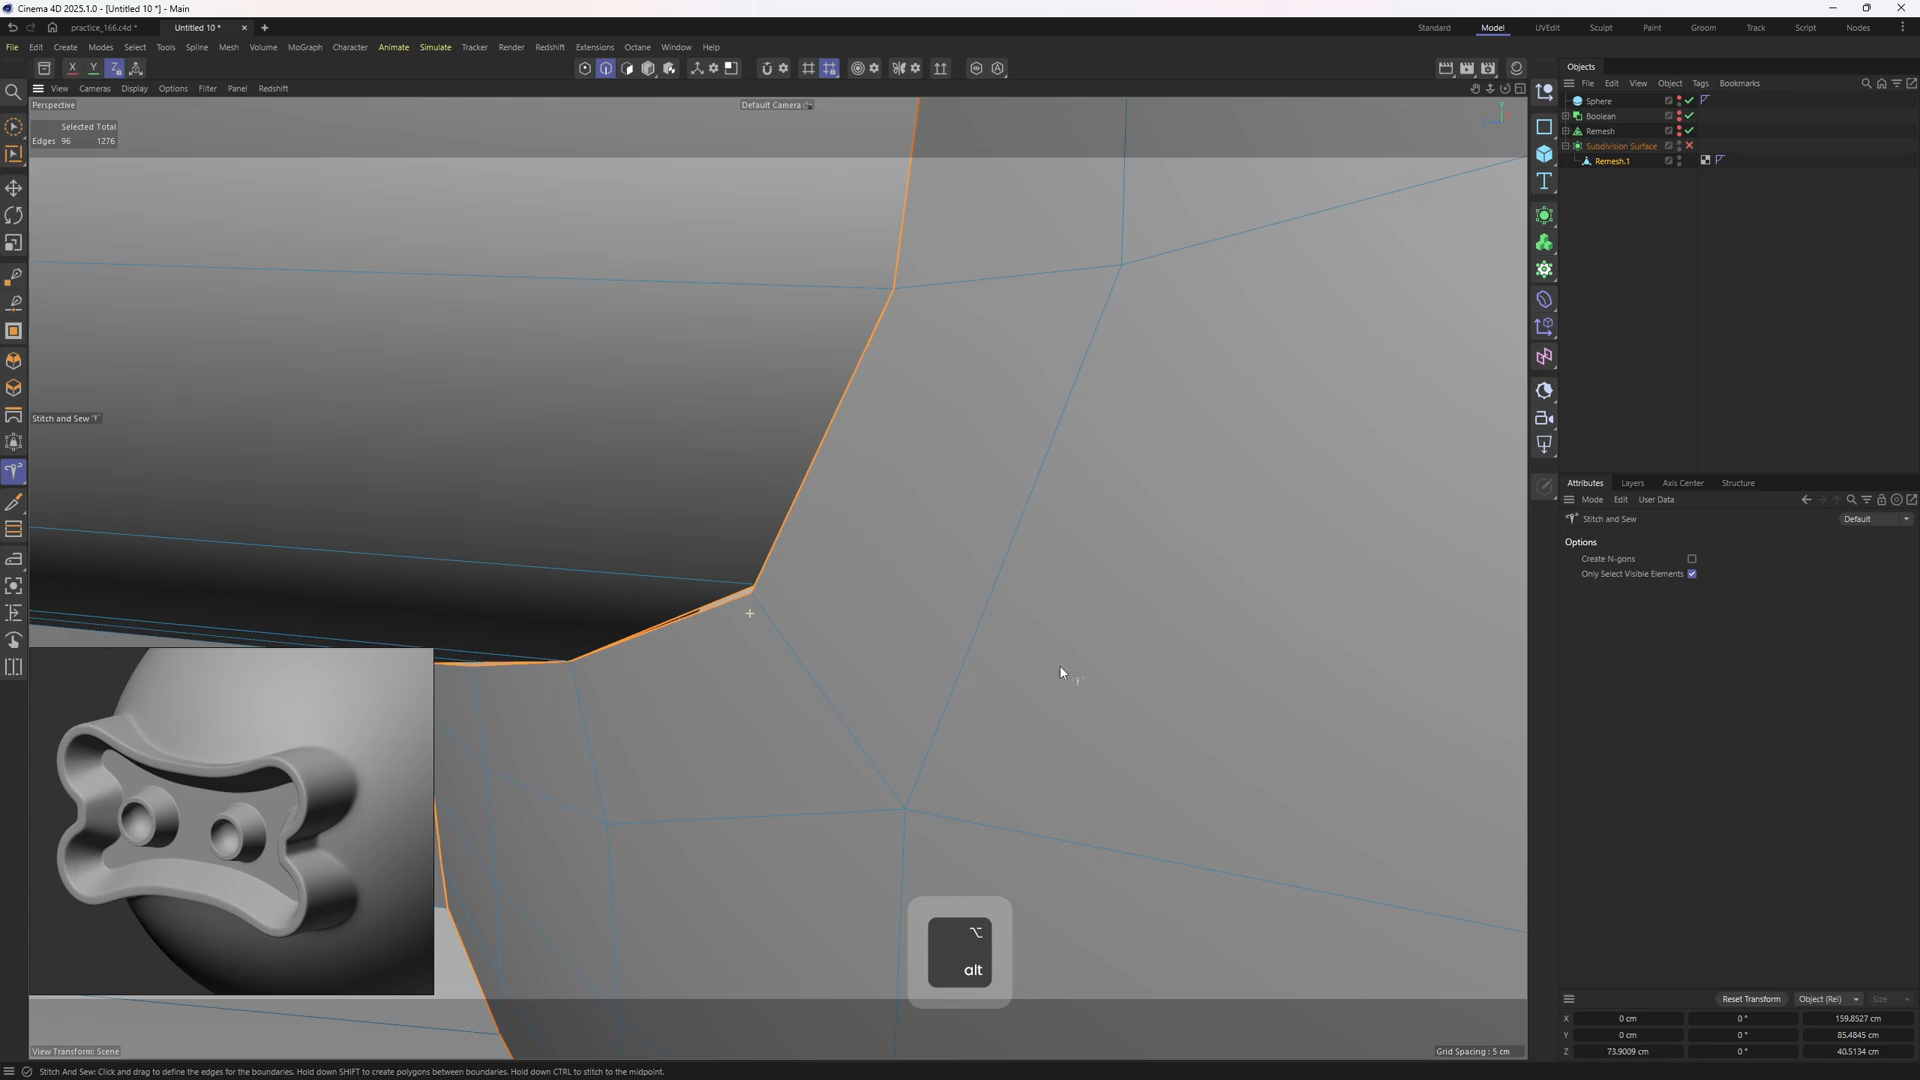 Cinema 4D 2025.1.0 - [Untitled 10 *] - Main
practice_166.c4d *
Untitled 10 *
Standard
Model
UVEdit
Sculpt
Paint
Groom
Track
Script
Nodes
File Edit Create Modes Select Tools Spline Mesh Volume MoGraph Character Animate Simulate Tracker Render Redshift Extensions Octane Window Help
X Y Z
View Cameras Display Options Filter Panel Redshift
Perspective
Default Camera
Selected Total
Edges 96 1276
Stitch and Sew
alt
View Transform: Scene
Grid Spacing : 5 cm
Objects
File Edit View Object Tags Bookmarks
Sphere
Boolean
Remesh
Subdivision Surface
Remesh.1
Attributes Layers Axis Center Structure
Mode Edit User Data
Stitch and Sew
Default
Options
Create N-gons
Only Select Visible Elements
Reset Transform
Object (Rel)
Size
X 0 cm 0 ° 159.8527 cm
Y 0 cm 0 ° 85.4845 cm
Z 73.9009 cm 0 ° 40.5134 cm
Stitch And Sew: Click and drag to define the edges for the boundaries. Hold down SHIFT to create polygons between boundaries. Hold down CTRL to stitch to the midpoint.